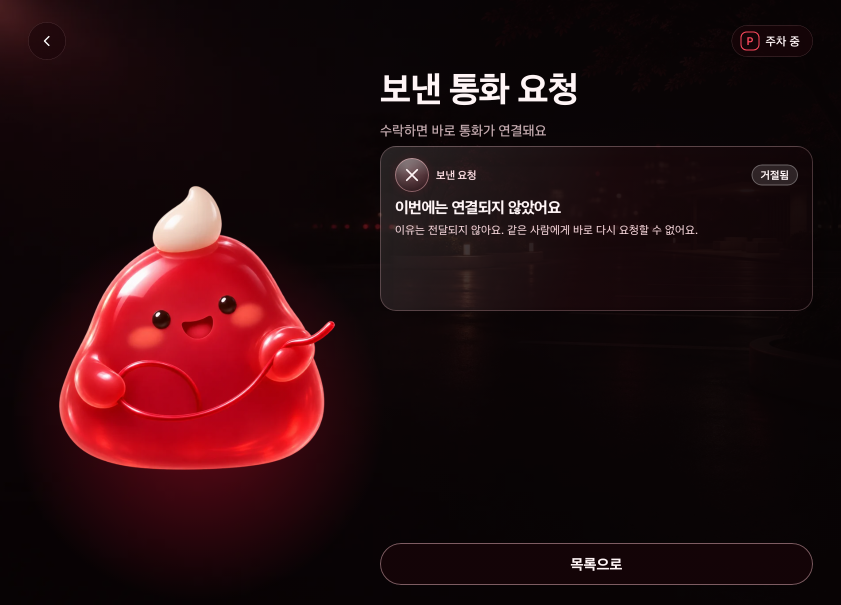 P 주차 중
보낸 통화 요청
수락하면 바로 통화가 연결돼요
보낸 요청
거절됨
이번에는 연결되지 않았어요
이유는 전달되지 않아요. 같은 사람에게 바로 다시 요청할 수 없어요.
목록으로